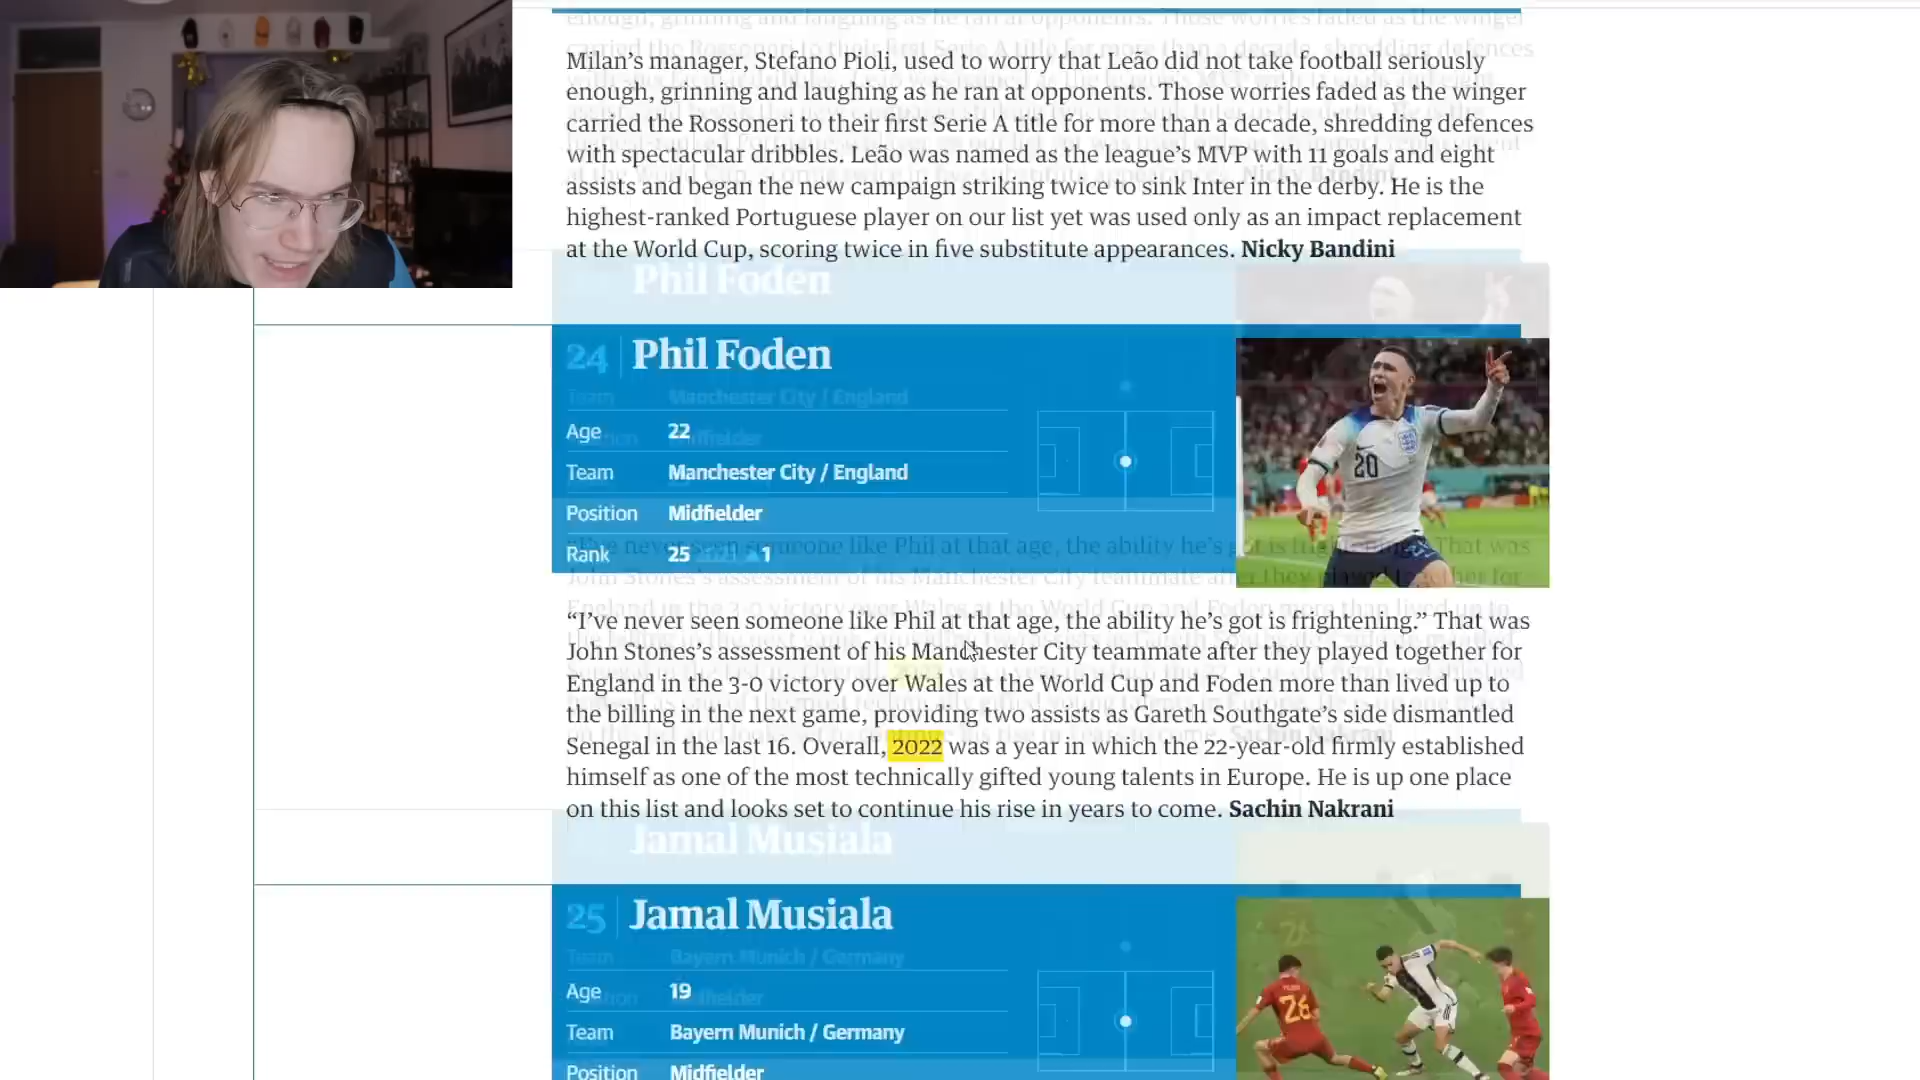 Milan’s manager, Stefano Pioli, used to worry that Leão did not take football seriously
enough, grinning and laughing as he ran at opponents. Those worries faded as the winger
carried the Rossoneri to their first Serie A title for more than a decade, shredding defences
with spectacular dribbles. Leão was named as the league’s MVP with 11 goals and eight
assists and began the new campaign striking twice to sink Inter in the derby. He is the
highest-ranked Portuguese player on our list yet was used only as an impact replacement
at the World Cup, scoring twice in five substitute appearances. Nicky Bandini
24 Phil Foden
Age 22
Team Manchester City / England
Position Midfielder
Rank 25 ▲1
20
“I’ve never seen someone like Phil at that age, the ability he’s got is frightening.” That was
John Stones’s assessment of his Manchester City teammate after they played together for
England in the 3-0 victory over Wales at the World Cup and Foden more than lived up to
the billing in the next game, providing two assists as Gareth Southgate’s side dismantled
Senegal in the last 16. Overall, 2022 was a year in which the 22-year-old firmly established
himself as one of the most technically gifted young talents in Europe. He is up one place
on this list and looks set to continue his rise in years to come. Sachin Nakrani
25 Jamal Musiala
Age 19
Team Bayern Munich / Germany
Position Midfielder
26